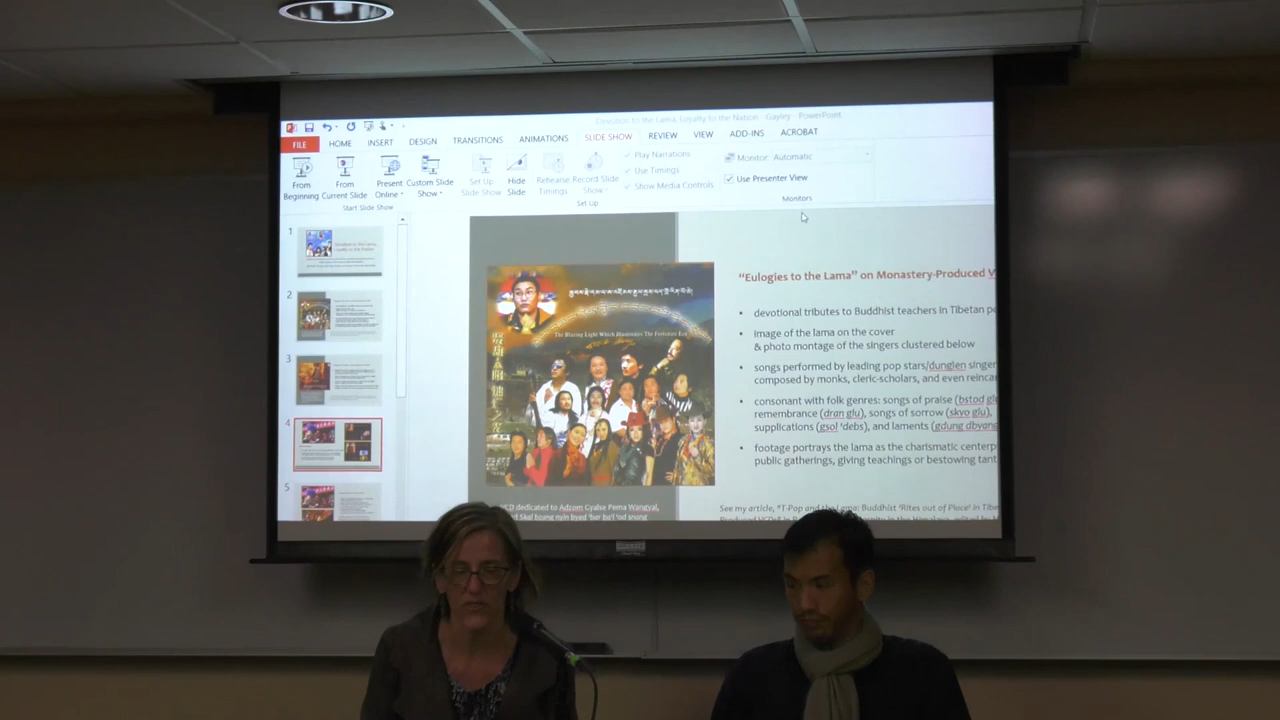 Devotion to the Lama, Loyalty to the Nation - Gayley - PowerPoint
FILE HOME INSERT DESIGN TRANSITIONS ANIMATIONS SLIDE SHOW REVIEW VIEW ADD-INS ACROBAT
From Beginning
From Current Slide
Present Online
Custom Slide Show
Set Up Slide Show
Hide Slide
Rehearse Timings
Record Slide Show
Play Narrations
Use Timings
Show Media Controls
Monitor: Automatic
Use Presenter View
Start Slide Show
Set Up
Monitors
1
2
3
4
5
The Blazing Light Which Illuminates The Fortunate Eon
"Eulogies to the Lama" on Monastery-Produced V
• devotional tributes to Buddhist teachers in Tibetan po
• image of the lama on the cover
& photo montage of the singers clustered below
• songs performed by leading pop stars/dunglen singer
composed by monks, cleric-scholars, and even reincar
• consonant with folk genres: songs of praise (bstod gl
remembrance (dran glu), songs of sorrow (skyo glu),
supplications (gsol 'debs), and laments (gdung dbyang
• footage portrays the lama as the charismatic centerp
public gatherings, giving teachings or bestowing tant
CD dedicated to Adzom Gyalse Pema Wangyal,
See my article, "T-Pop and the Lama: Buddhist 'Rites out of Place' in Tibe